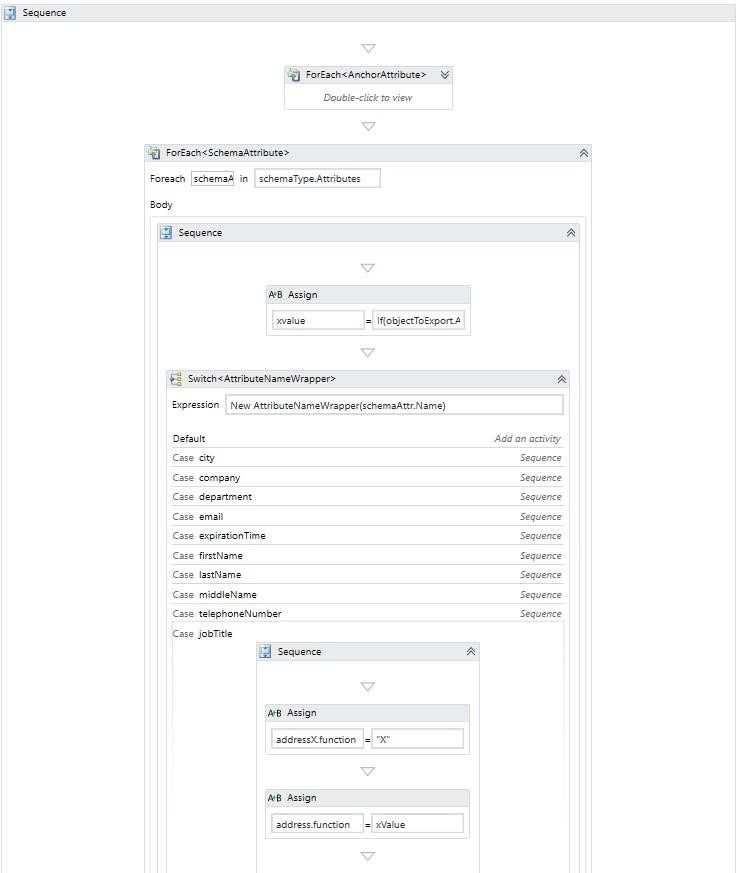 Sequence
ForEach<AnchorAttribute>
Double-click to view
ForEach<SchemaAttribute>
Foreach schemaA in schemaType.Attributes
Body
Sequence
A+B Assign
xvalue = If(objectToExport.A
Switch<AttributeNameWrapper>
Expression New AttributeNameWrapper(schemaAttr.Name)
Default Add an activity
Case city Sequence
Case company Sequence
Case department Sequence
Case email Sequence
Case expirationTime Sequence
Case firstName Sequence
Case lastName Sequence
Case middleName Sequence
Case telephoneNumber Sequence
Case jobTitle
Sequence
A+B Assign
addressX.function = "X"
A+B Assign
address.function = xValue